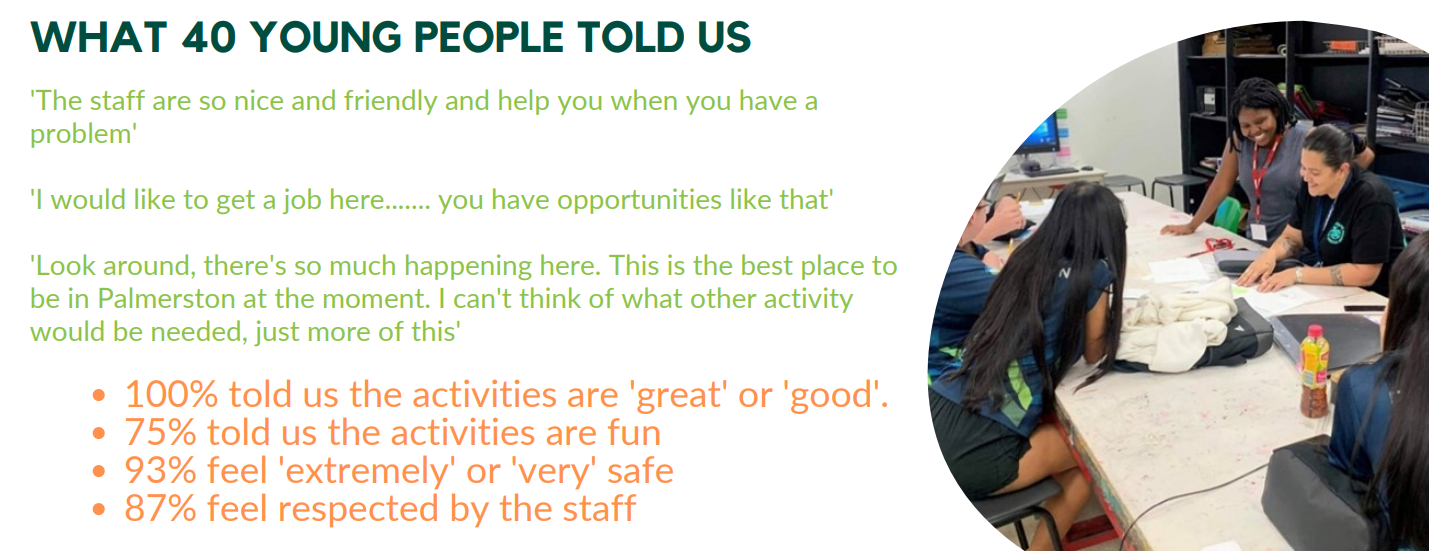 WHAT 40 YOUNG PEOPLE TOLD US
'The staff are so nice and friendly and help you when you have a
problem'
'I would like to get a job here....... you have opportunities like that'
'Look around, there's so much happening here. This is the best place to
be in Palmerston at the moment. I can't think of what other activity
would be needed, just more of this'
• 100% told us the activities are 'great' or 'good'.
• 75% told us the activities are fun
• 93% feel 'extremely' or 'very' safe
• 87% feel respected by the staff